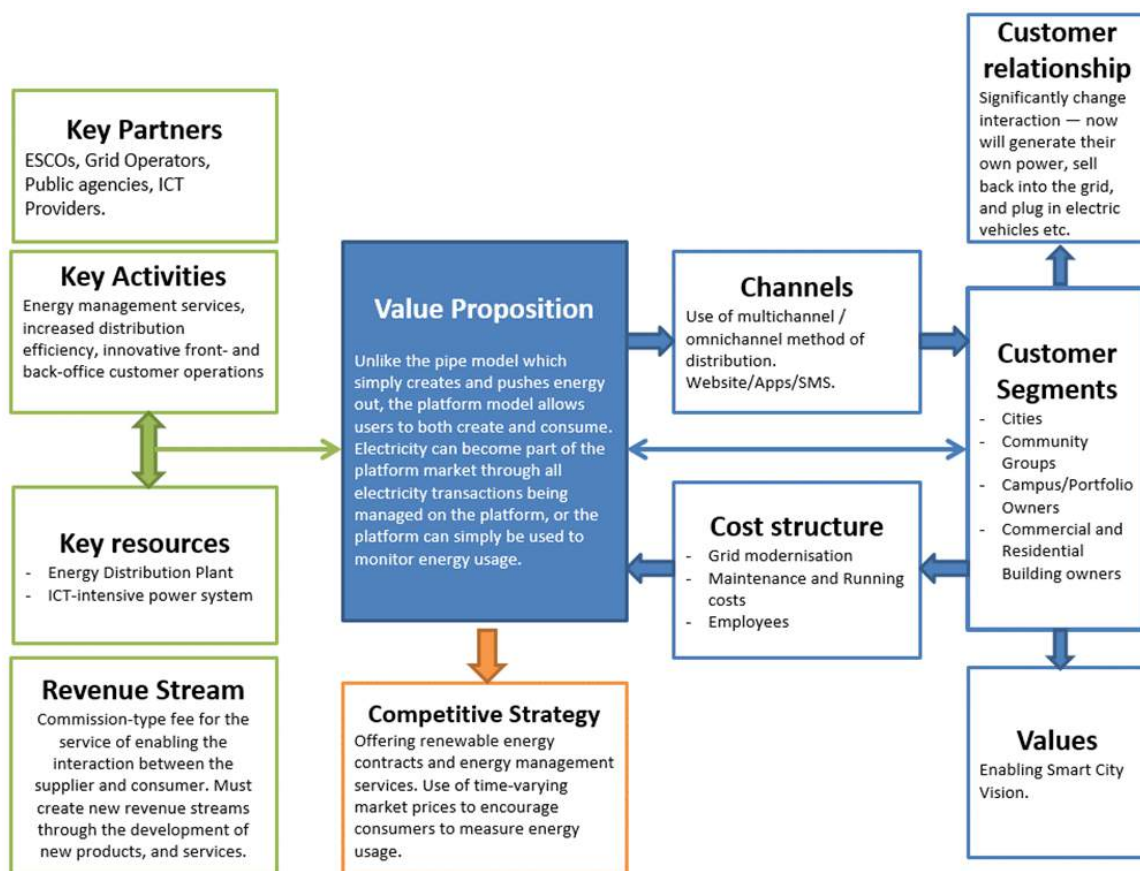 Key Partners
ESCOs, Grid Operators,
Public agencies, ICT
Providers.
Key Activities
Energy management services,
increased distribution
efficiency, innovative front- and
back-office customer operations
Key resources
- Energy Distribution Plant
- ICT-intensive power system
Revenue Stream
Commission-type fee for the
service of enabling the
interaction between the
supplier and consumer. Must
create new revenue streams
through the development of
new products, and services.
Value Proposition
Unlike the pipe model which
simply creates and pushes energy
out, the platform model allows
users to both create and consume.
Electricity can become part of the
platform market through all
electricity transactions being
managed on the platform, or the
platform can simply be used to
monitor energy usage.
Competitive Strategy
Offering renewable energy
contracts and energy management
services. Use of time-varying
market prices to encourage
consumers to measure energy
usage.
Channels
Use of multichannel /
omnichannel method of
distribution.
Website/Apps/SMS.
Cost structure
- Grid modernisation
- Maintenance and Running
costs
- Employees
Customer
relationship
Significantly change
interaction — now
will generate their
own power, sell
back into the grid,
and plug in electric
vehicles etc.
Customer
Segments
- Cities
- Community
Groups
- Campus/Portfolio
Owners
- Commercial and
Residential
Building owners
Values
Enabling Smart City
Vision.